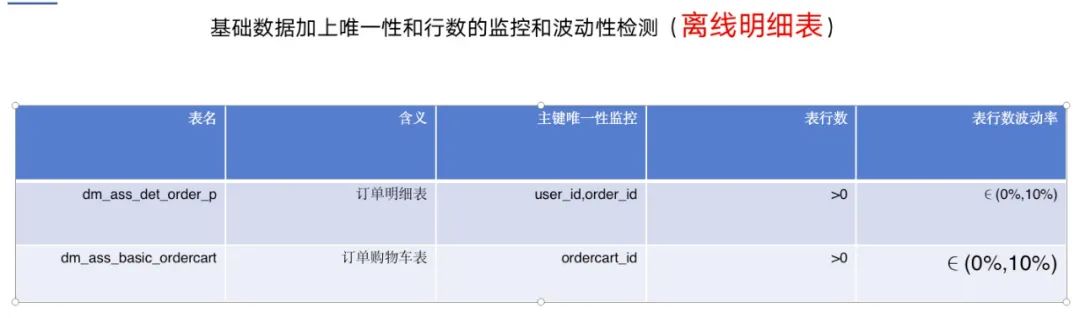 基础数据加上唯一性和行数的监控和波动性检测（离线明细表）
表名 含义 主键唯一性监控 表行数 表行数波动率
dm_ass_det_order_p 订单明细表 user_id,order_id >0 ∈(0%,10%)
dm_ass_basic_ordercart 订单购物车表 ordercart_id >0 ∈(0%,10%)